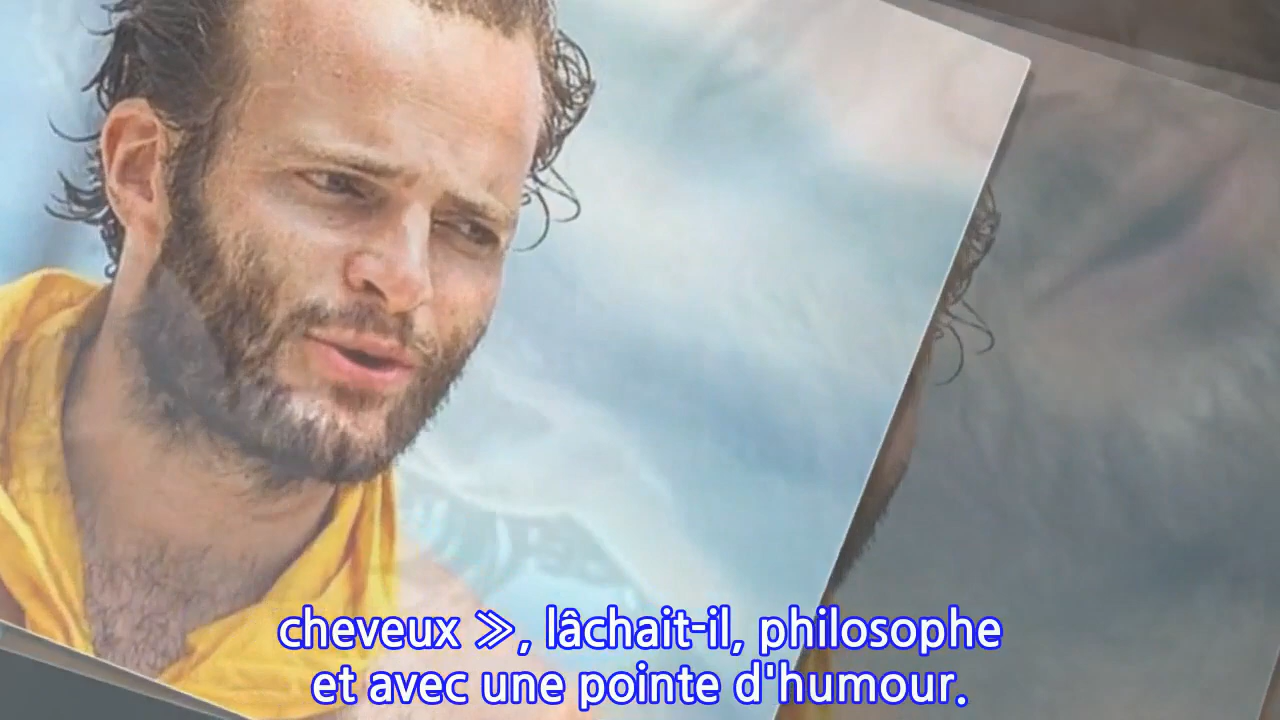 cheveux ≫, lâchait-il, philosophe
et avec une pointe d'humour.